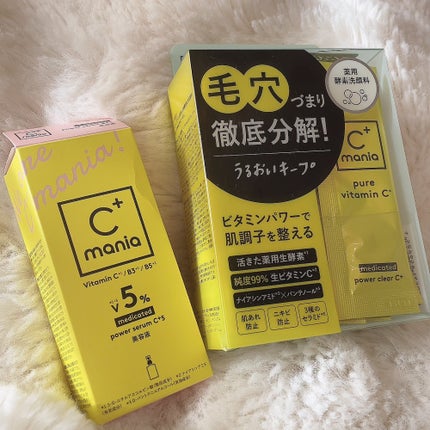 mania!
C+
mania
Vitamin C*¹/B3*²/B5*³
V 5%
medicated
power serum C+5
美容液
毛穴づまり
徹底分解!
うるおいキープ
ビタミンパワーで
肌調子を整える
活きた薬用生酵素
純度99% 生ビタミンC
ナイアシンアミド×パンテノール
肌あれ
防止
ニキビ
防止
3種の
セラミド
薬用
酵素洗顔料
C+
mania
pure
vitamin C
medicated
power clear C+